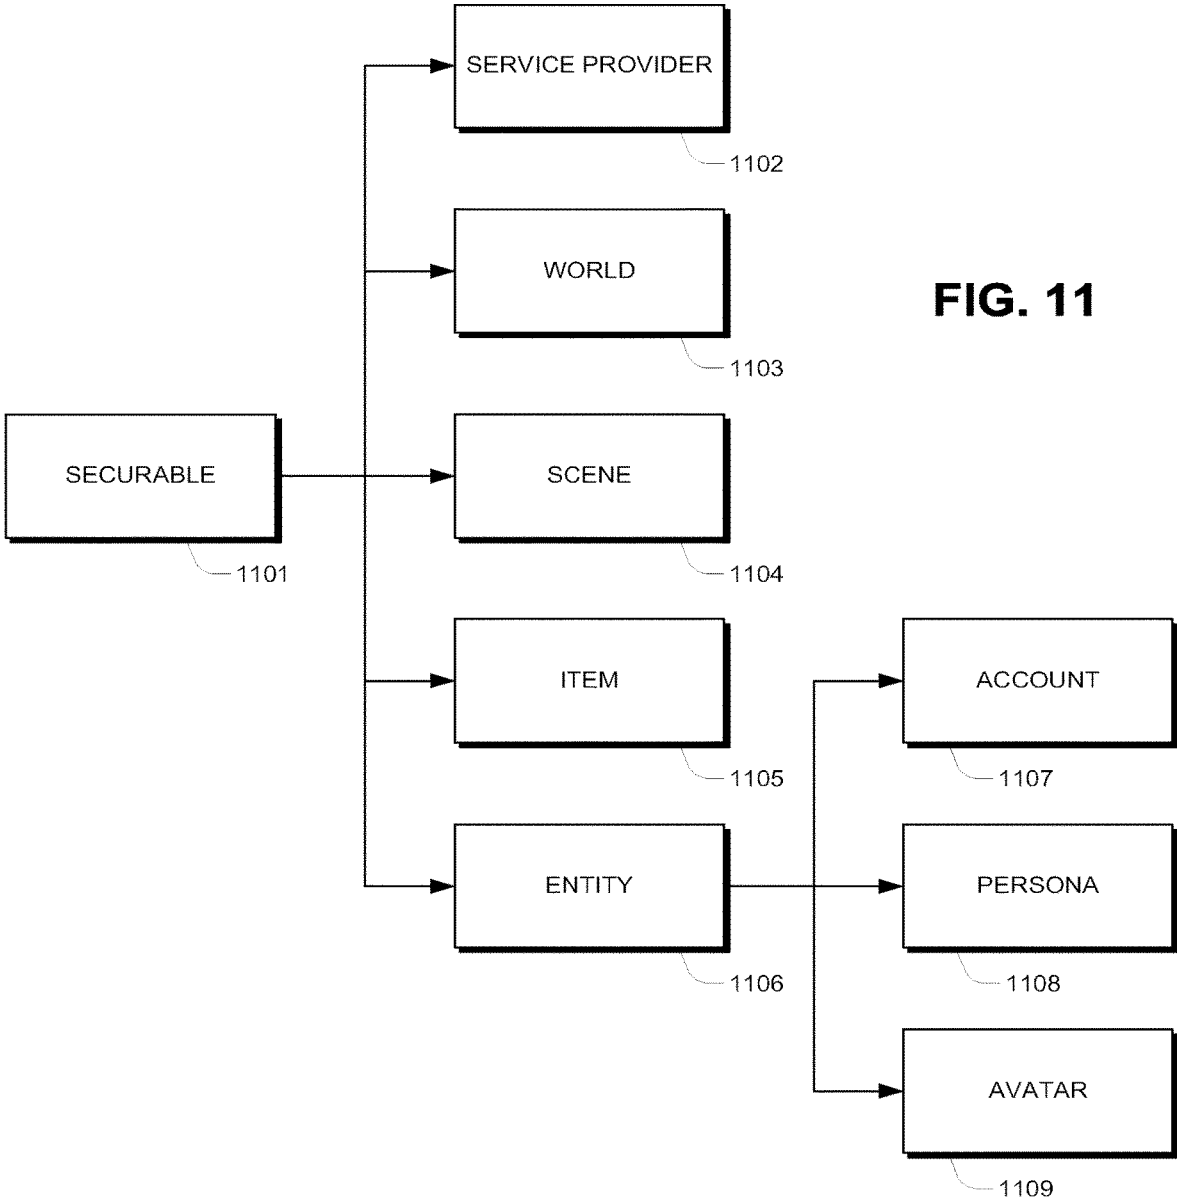 SERVICE PROVIDER
1102
WORLD
1103
FIG. 11
SECURABLE
1101
SCENE
1104
ITEM
1105
ACCOUNT
1107
ENTITY
1106
PERSONA
1108
AVATAR
1109